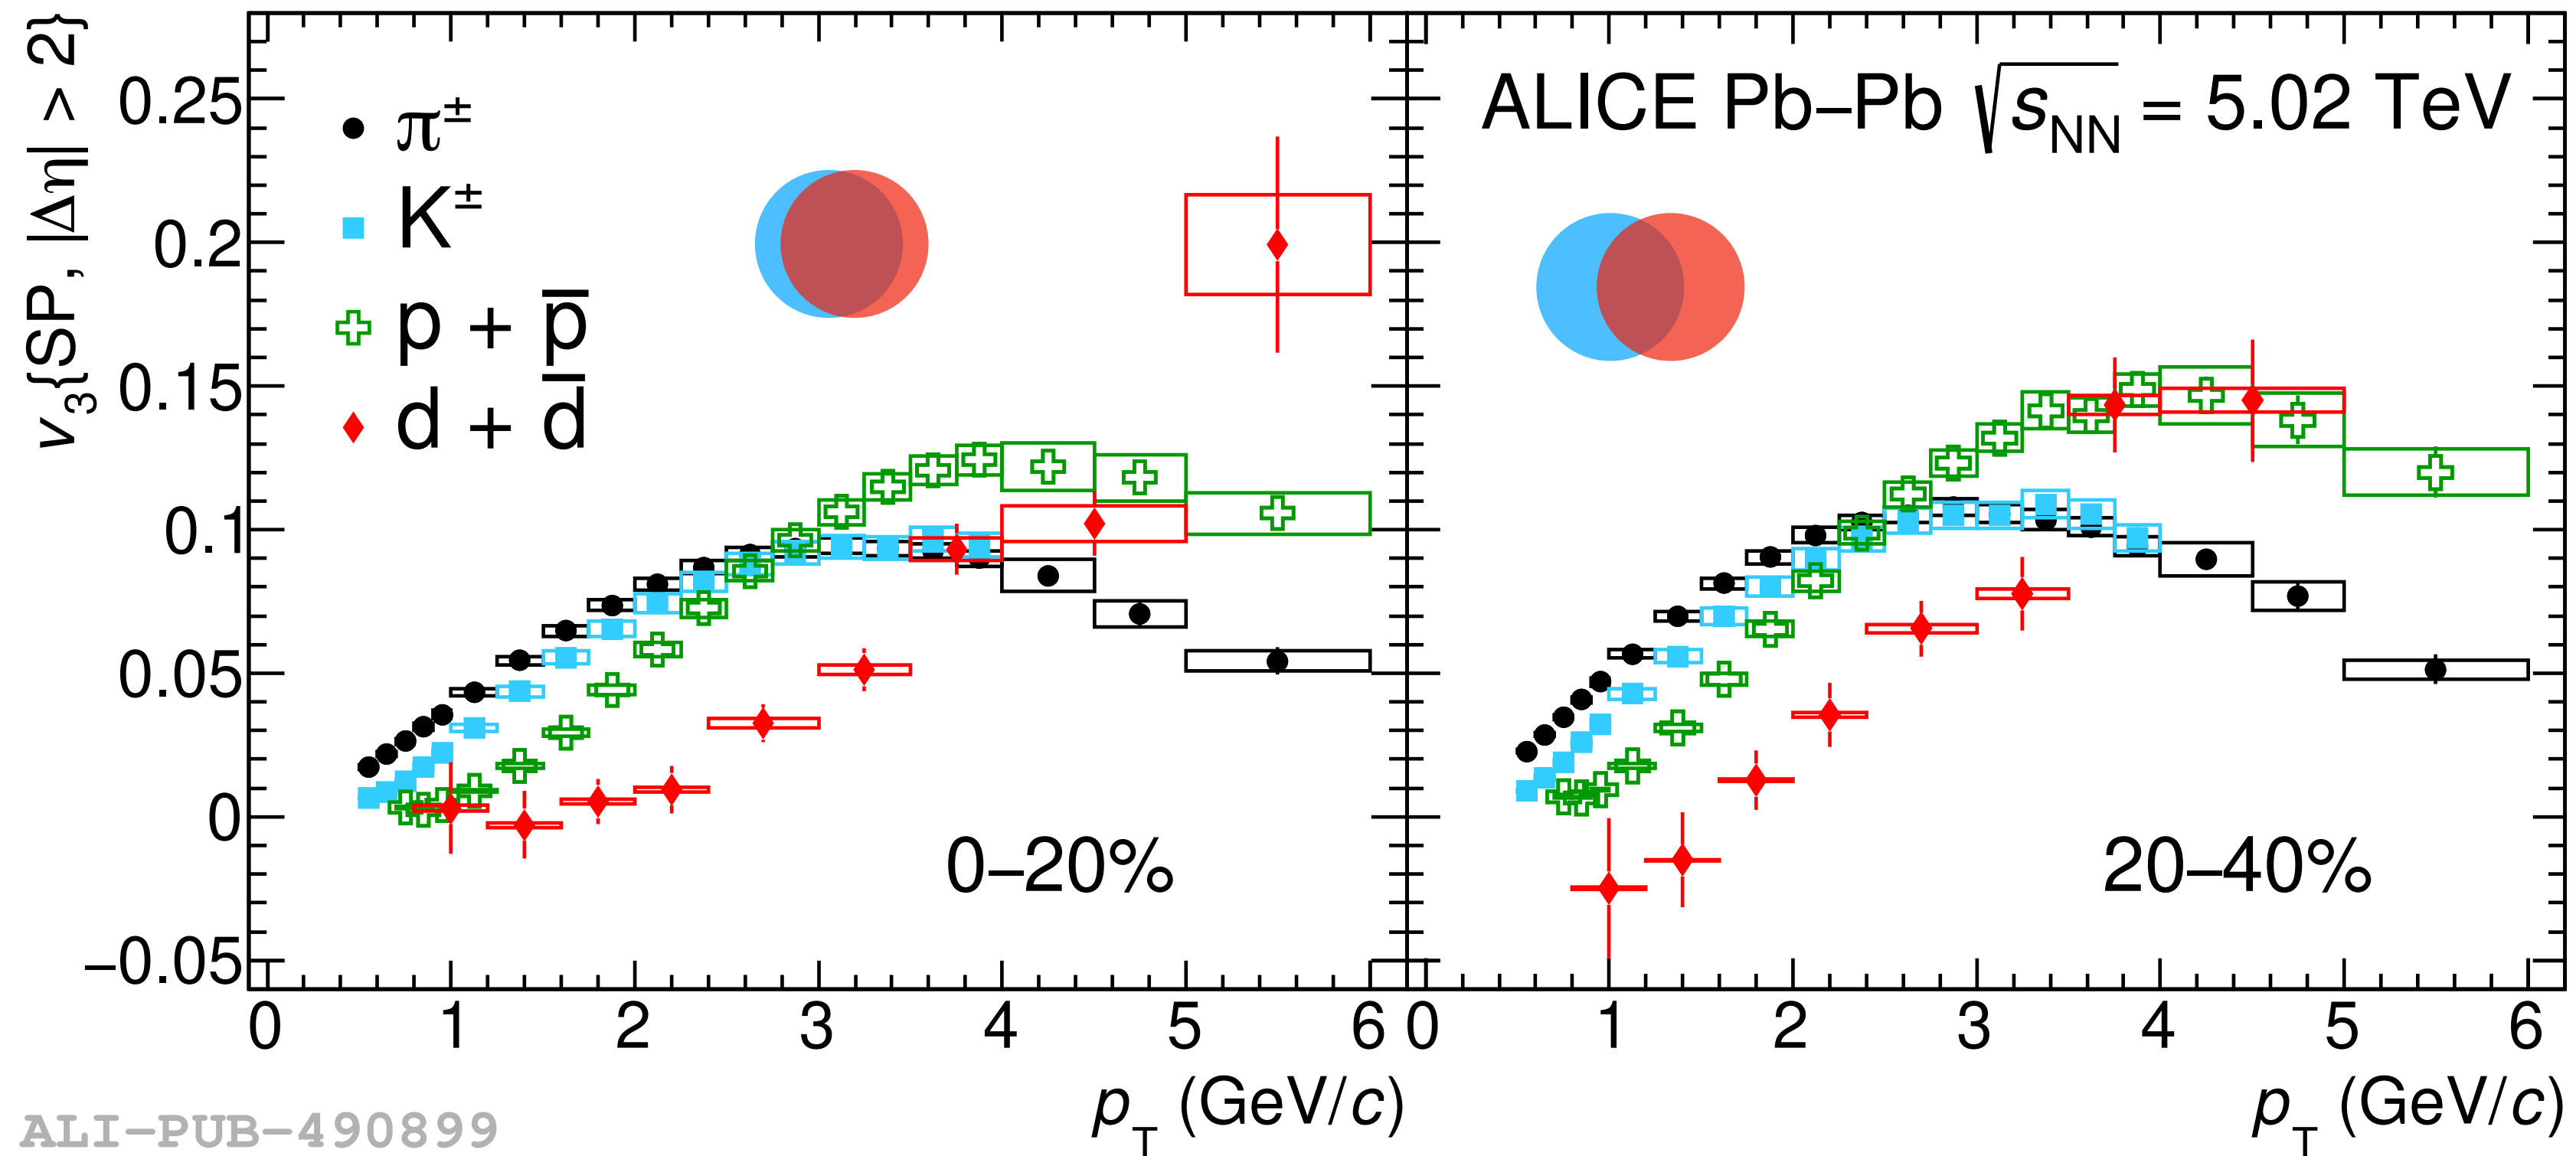 v₃{SP, |Δη| > 2}
0.25
0.2
0.15
0.1
0.05
0
−0.05
π±
K±
p + p̅
d + d̅
0−20%
ALICE Pb−Pb √sNN = 5.02 TeV
20−40%
0 1 2 3 4 5 6 0 1 2 3 4 5 6
pT (GeV/c) pT (GeV/c)
ALI−PUB−490899